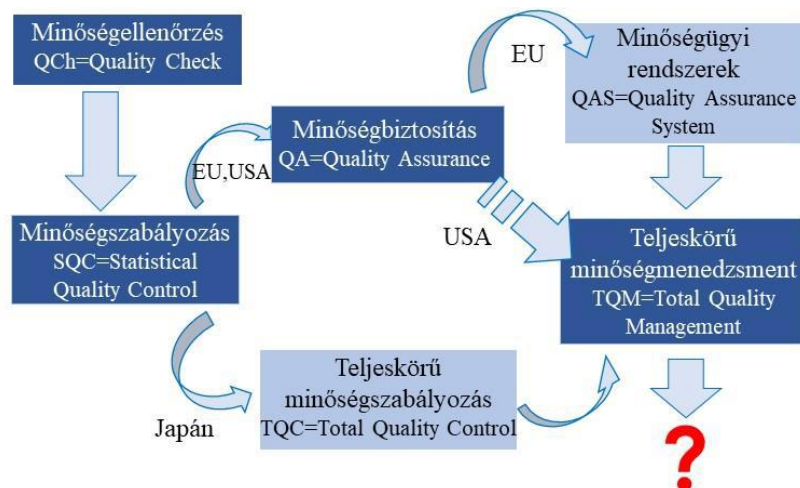 Minőségellenőrzés
QCh=Quality Check
EU
Minőségügyi
rendszerek
QAS=Quality Assurance
System
Minőségbiztosítás
QA=Quality Assurance
EU,USA
USA
Minőségszabályozás
SQC=Statistical
Quality Control
Teljeskörű
minőségmenedzsment
TQM=Total Quality
Management
Teljeskörű
minőségszabályozás
TQC=Total Quality Control
Japán
?